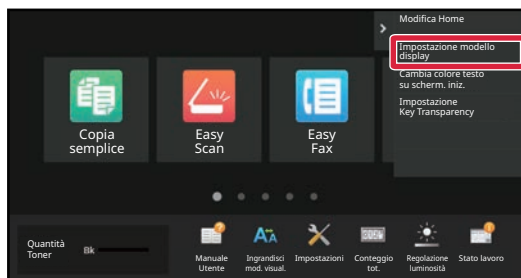 Modifica Home
Impostazione modello
display
Cambia colore testo
su scherm. iniz.
Impostazione
Key Transparency
Copia
semplice
Easy
Scan
Easy
Fax
Quantità
Toner
Bk
Manuale
Utente
Ingrandisci
mod. visual.
Impostazioni
Conteggio
tot.
Regolazione
luminosità
Stato lavoro